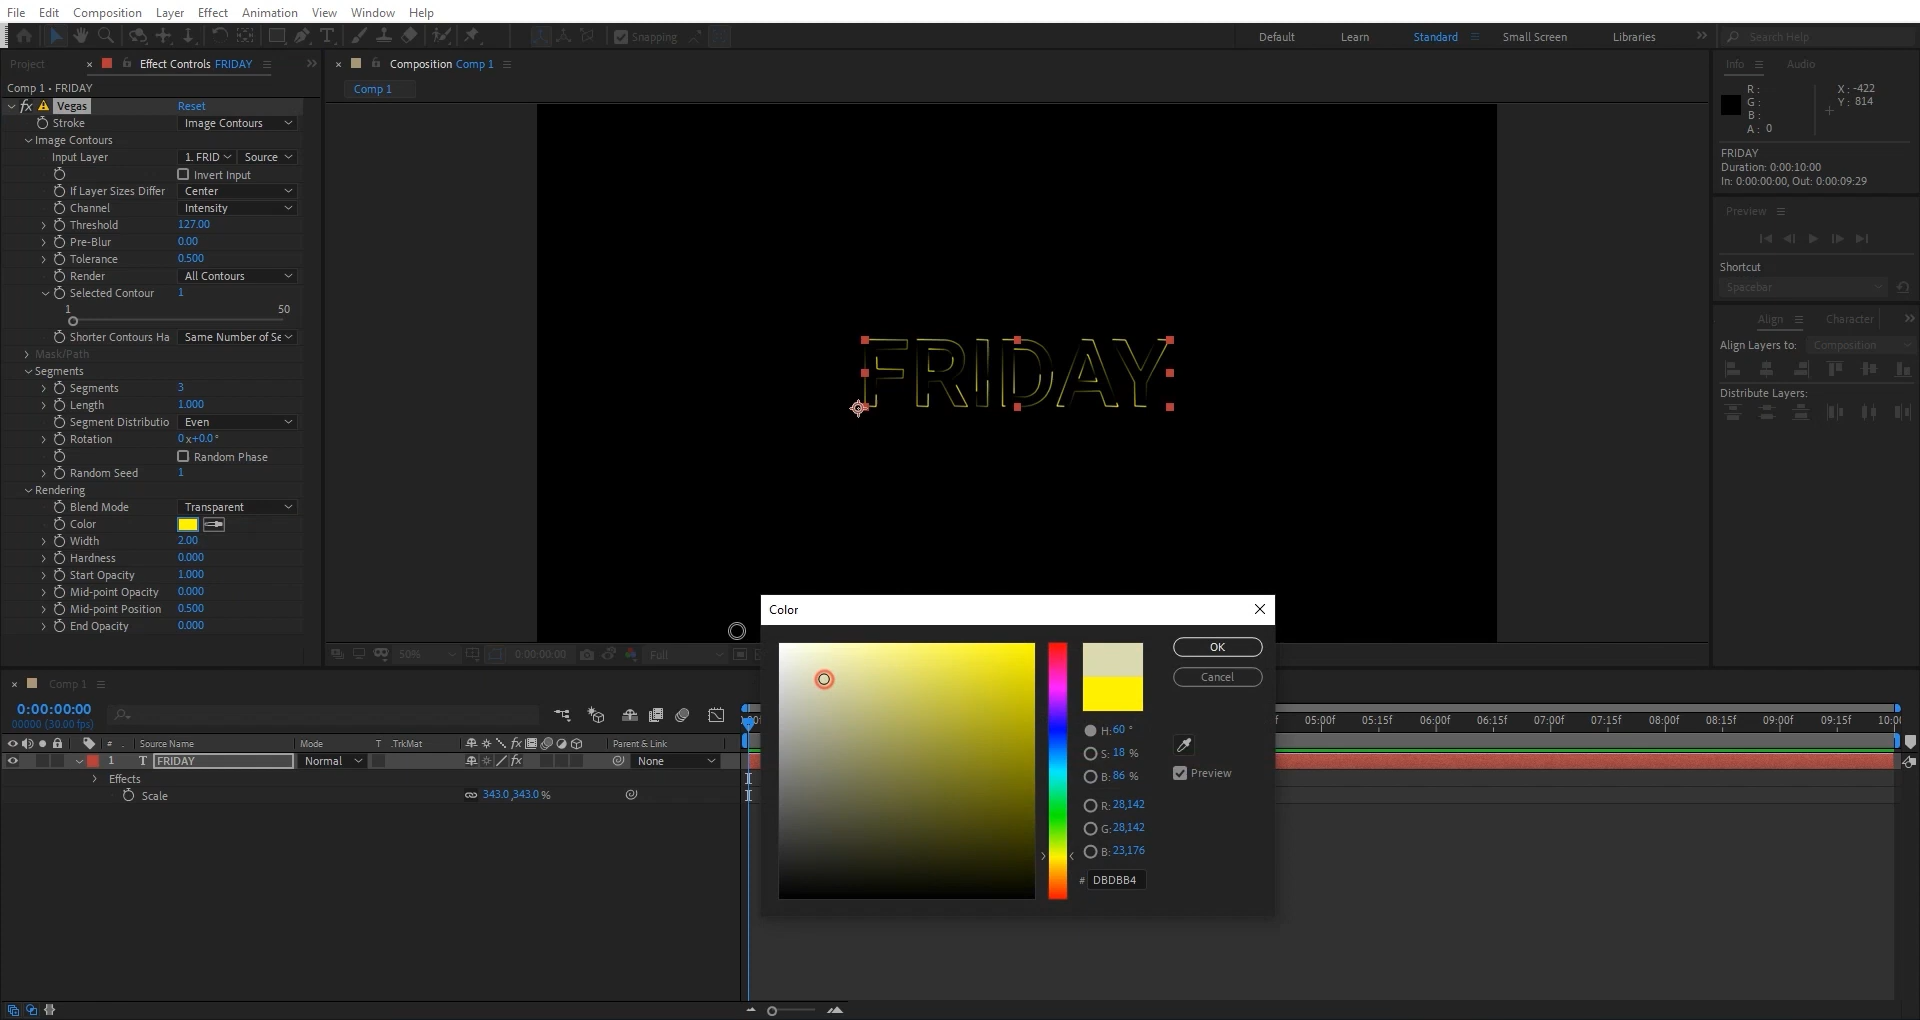 File Edit Composition Layer Effect Animation View Window Help
Snapping
Default Learn Standard Small Screen Libraries Search Help
Project Effect Controls FRIDAY
Comp 1 • FRIDAY
fx Vegas Reset
Stroke Image Contours
Image Contours
Input Layer 1. FRID Source
Invert Input
If Layer Sizes Differ Center
Channel Intensity
Threshold 127.00
Pre-Blur 0.00
Tolerance 0.500
Render All Contours
Selected Contour 1
1 50
Shorter Contours Ha Same Number of Se
Mask/Path
Segments
Segments 3
Length 1.000
Segment Distributio Even
Rotation 0x+0.0°
Random Phase
Random Seed 1
Rendering
Blend Mode Transparent
Color
Width 2.00
Hardness 0.000
Start Opacity 1.000
Mid-point Opacity 0.000
Mid-point Position 0.500
End Opacity 0.000
Composition Comp 1
Comp 1
FRIDAY
50% 0:00:00:00 Full
Info Audio
R :
G :
B :
A : 0
X : -422
Y : 814
FRIDAY
Duration: 0:00:10:00
In: 0:00:00:00, Out: 0:00:09:29
Preview
Shortcut
Spacebar
Align Character
Align Layers to: Composition
Distribute Layers:
Color
OK
Cancel
H: 60 °
S: 18 %
B: 86 %
Preview
R: 28,142
G: 28,142
B: 23,176
# DBDBB4
Comp 1
0:00:00:00
00000 (30.00 fps)
# Source Name Mode T .TrkMat fx Parent & Link
1 T FRIDAY Normal fx None
Effects
Scale 343.0,343.0 %
05:00f 05:15f 06:00f 06:15f 07:00f 07:15f 08:00f 08:15f 09:00f 09:15f